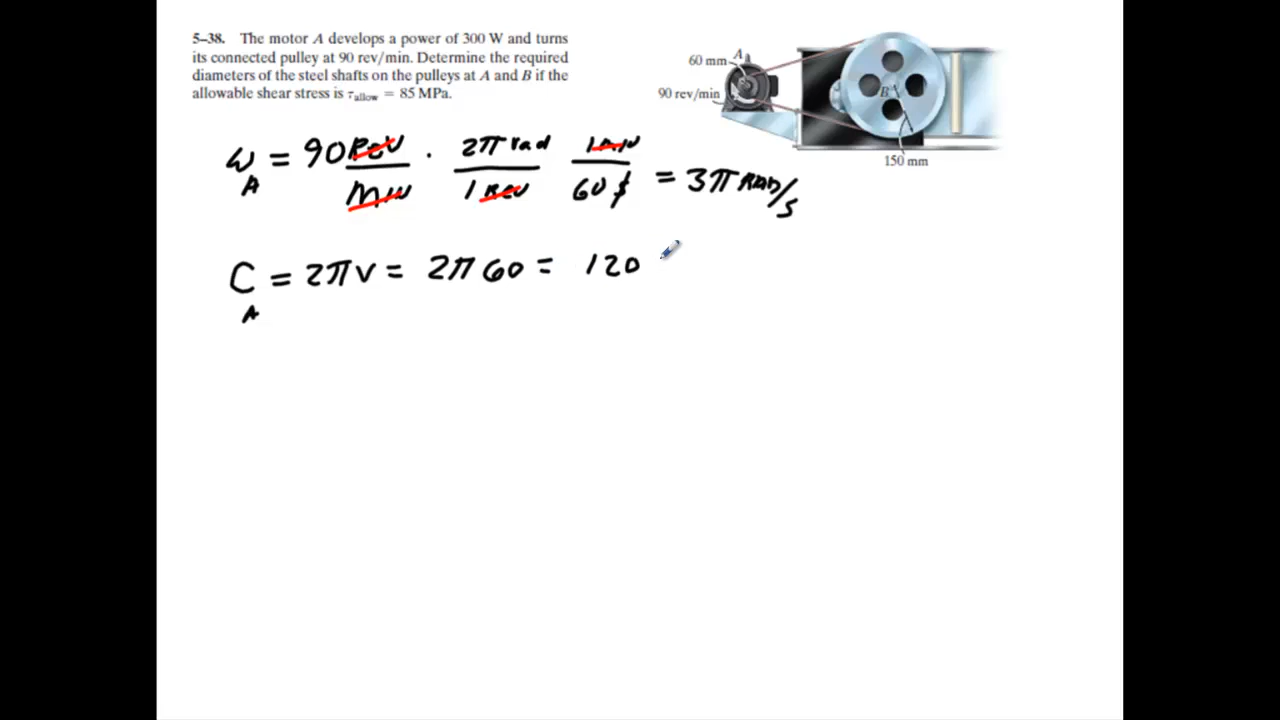 5–38. The motor A develops a power of 300 W and turns
its connected pulley at 90 rev/min. Determine the required
diameters of the steel shafts on the pulleys at A and B if the
allowable shear stress is τallow = 85 MPa.
60 mm
A
90 rev/min
B
150 mm
ωA = 90 REV/MIN · 2π rad/1 REV 1 MIN/60 S = 3π RAD/S
CA = 2πr = 2π 60 = 120